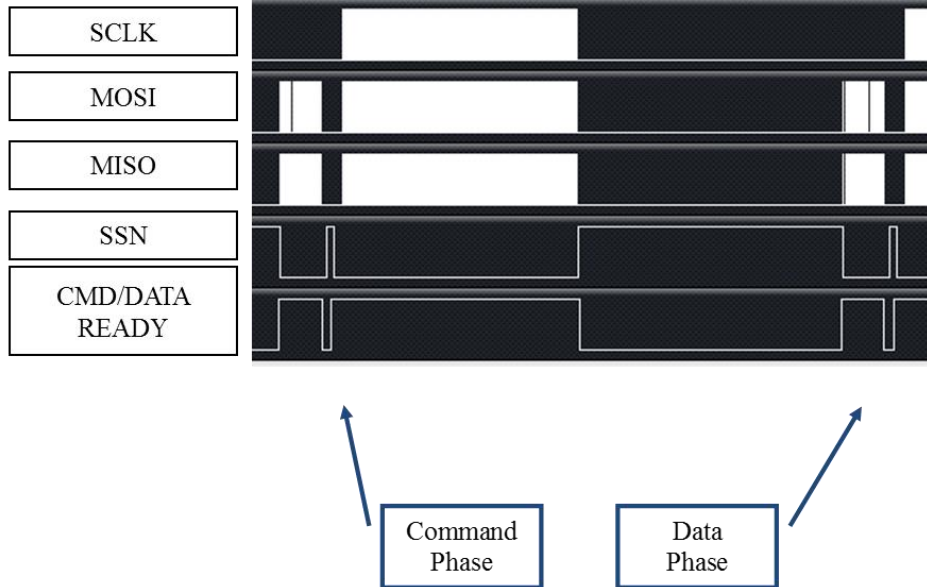 SCLK
MOSI
MISO
SSN
CMD/DATA
READY
Command
Phase
Data
Phase